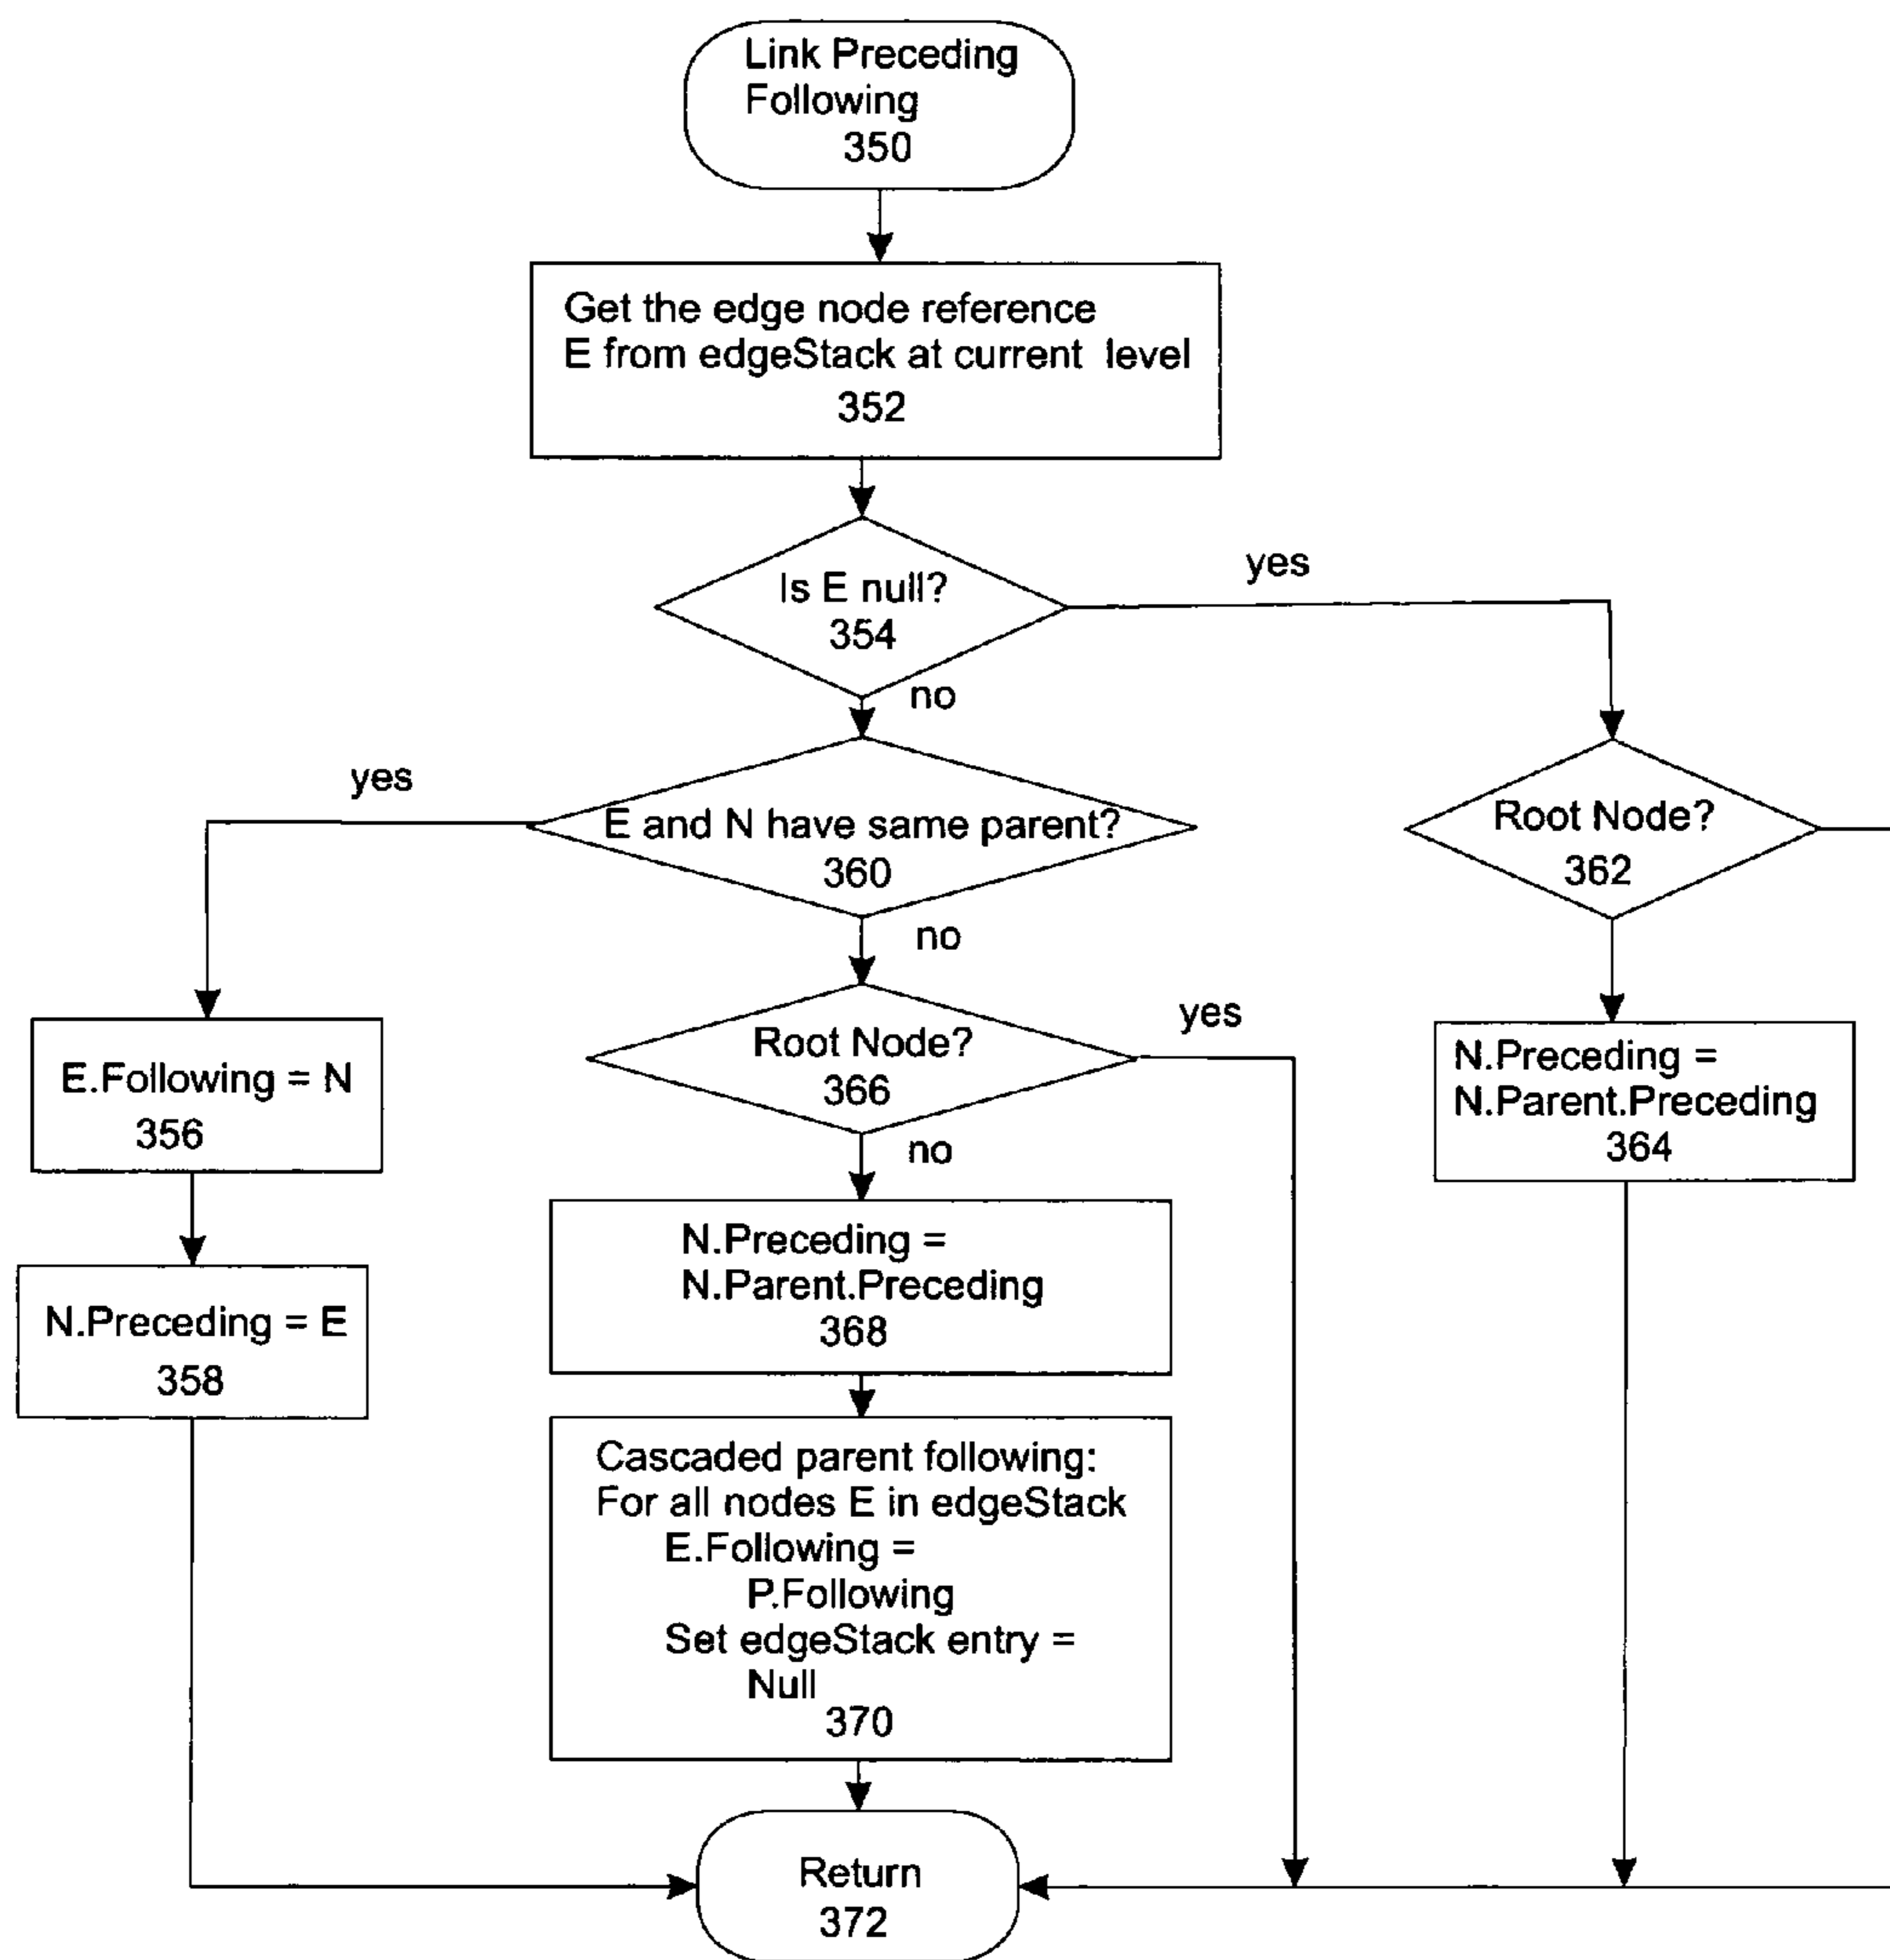 Link Preceding
Following
350
Get the edge node reference
E from edgeStack at current level
352
Is E null?
354
yes
no
yes
E and N have same parent?
360
Root Node?
362
no
E.Following = N
356
Root Node?
366
yes
no
N.Preceding =
N.Parent.Preceding
364
N.Preceding = E
358
N.Preceding =
N.Parent.Preceding
368
Cascaded parent following:
For all nodes E in edgeStack
E.Following =
P.Following
Set edgeStack entry =
Null
370
Return
372